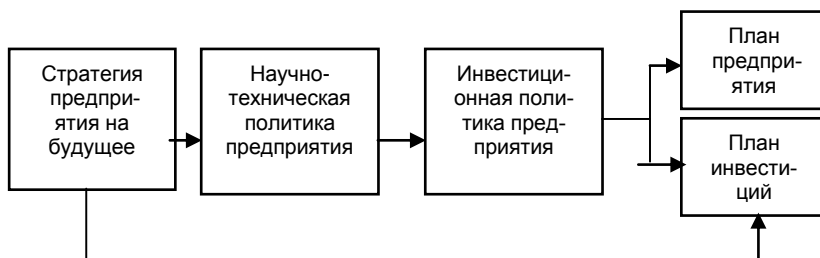 Стратегия
предпри-
ятия на
будущее
Научно-
техническая
политика
предприятия
Инвестици-
онная поли-
тика пред-
приятия
План
предпри-
ятия
План
инвести-
ций